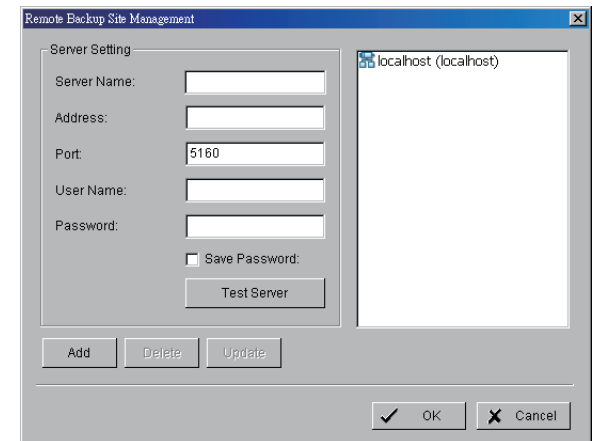 Remote Backup Site Management
Server Setting
Server Name:
Address:
Port:
5160
User Name:
Password:
Save Password:
Test Server
localhost (localhost)
Add
Delete
Update
OK
Cancel